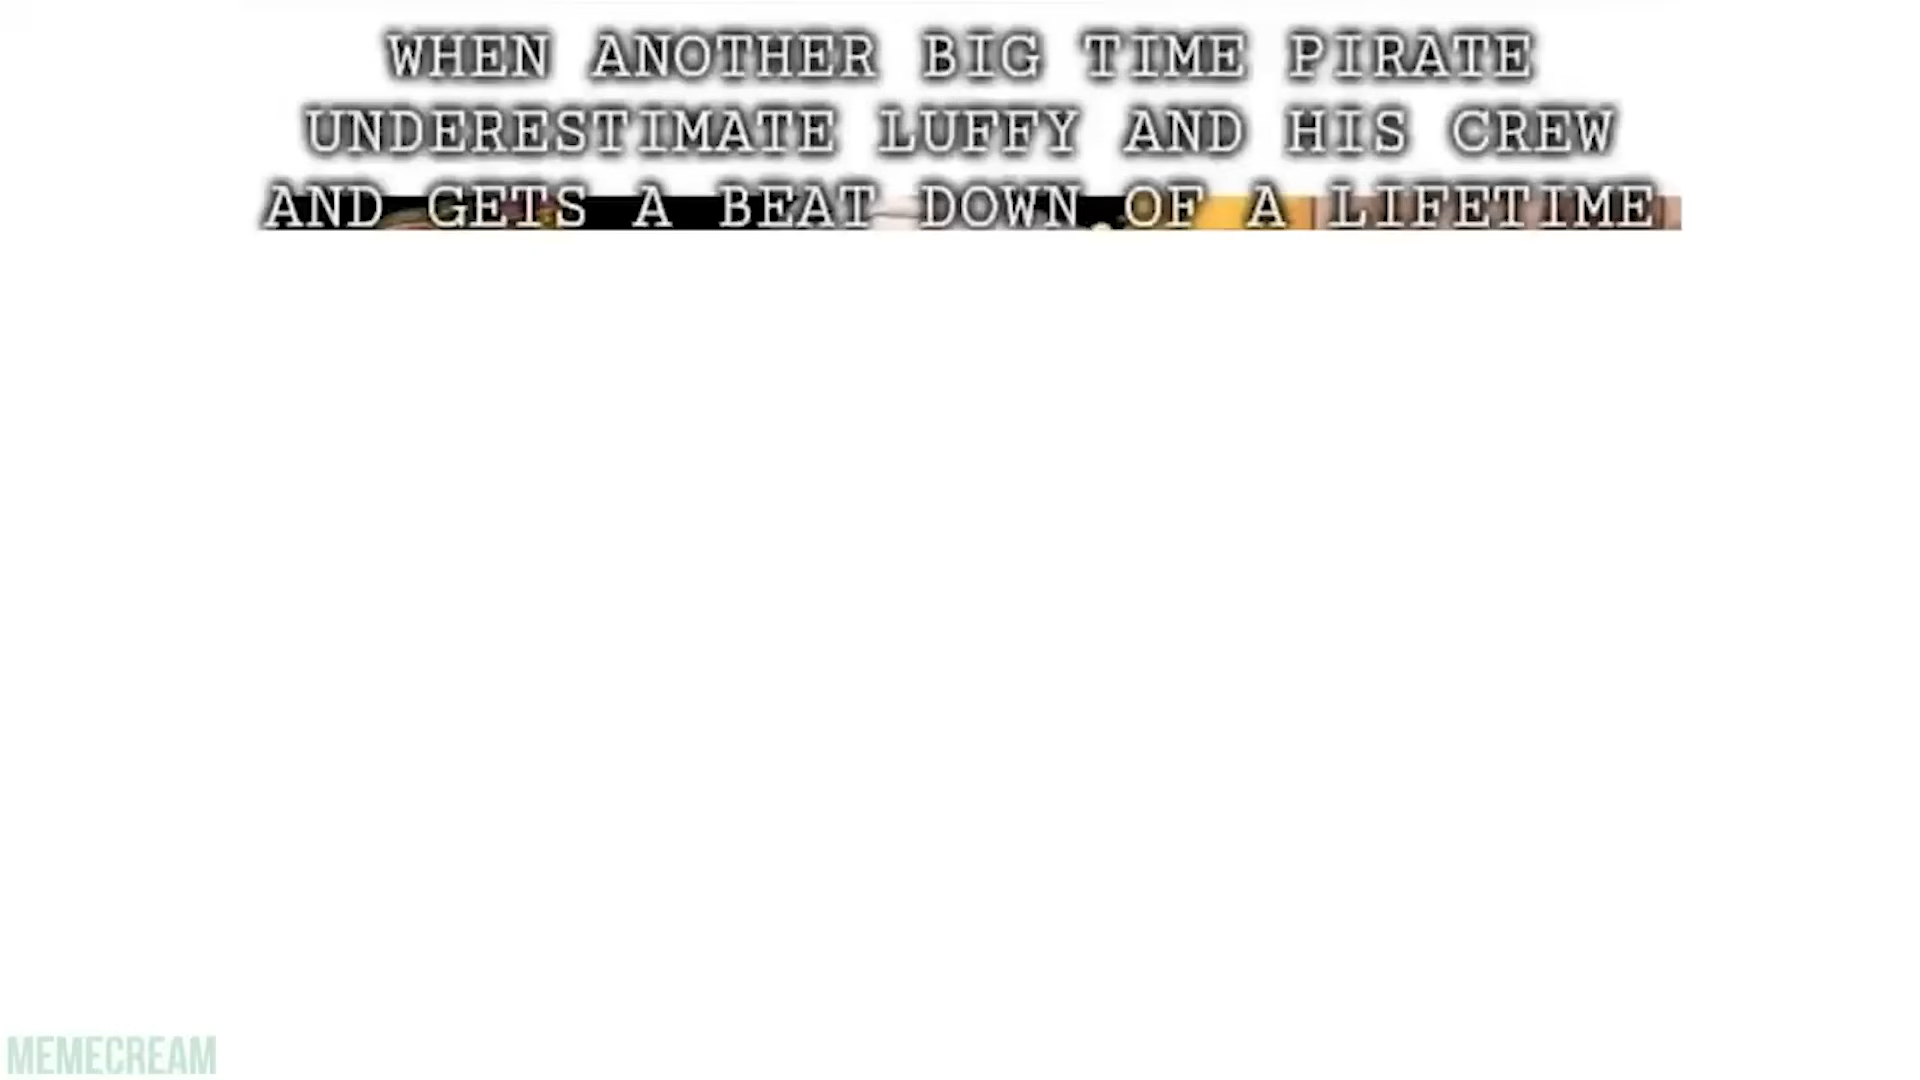 WHEN ANOTHER BIG TIME PIRATE
UNDERESTIMATE LUFFY AND HIS CREW
AND GETS A BEAT DOWN OF A LIFETIME
MEMECREAM